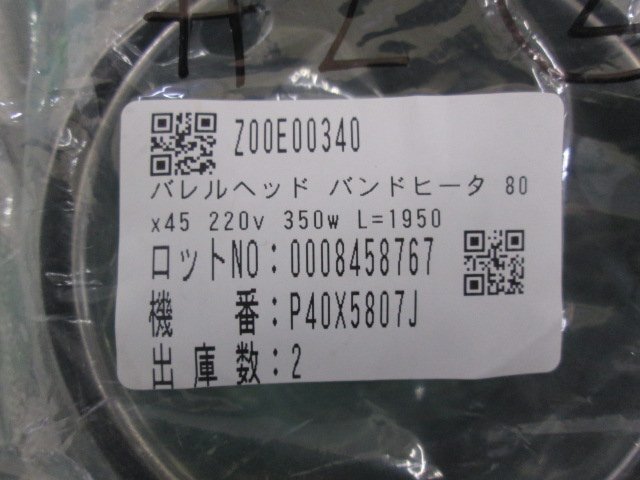 Z00E00340
バレルヘッド バンドヒータ 80
x45 220v 350w L=1950
ロットNO:0008458767
機 番:P40X5807J
出庫数:2